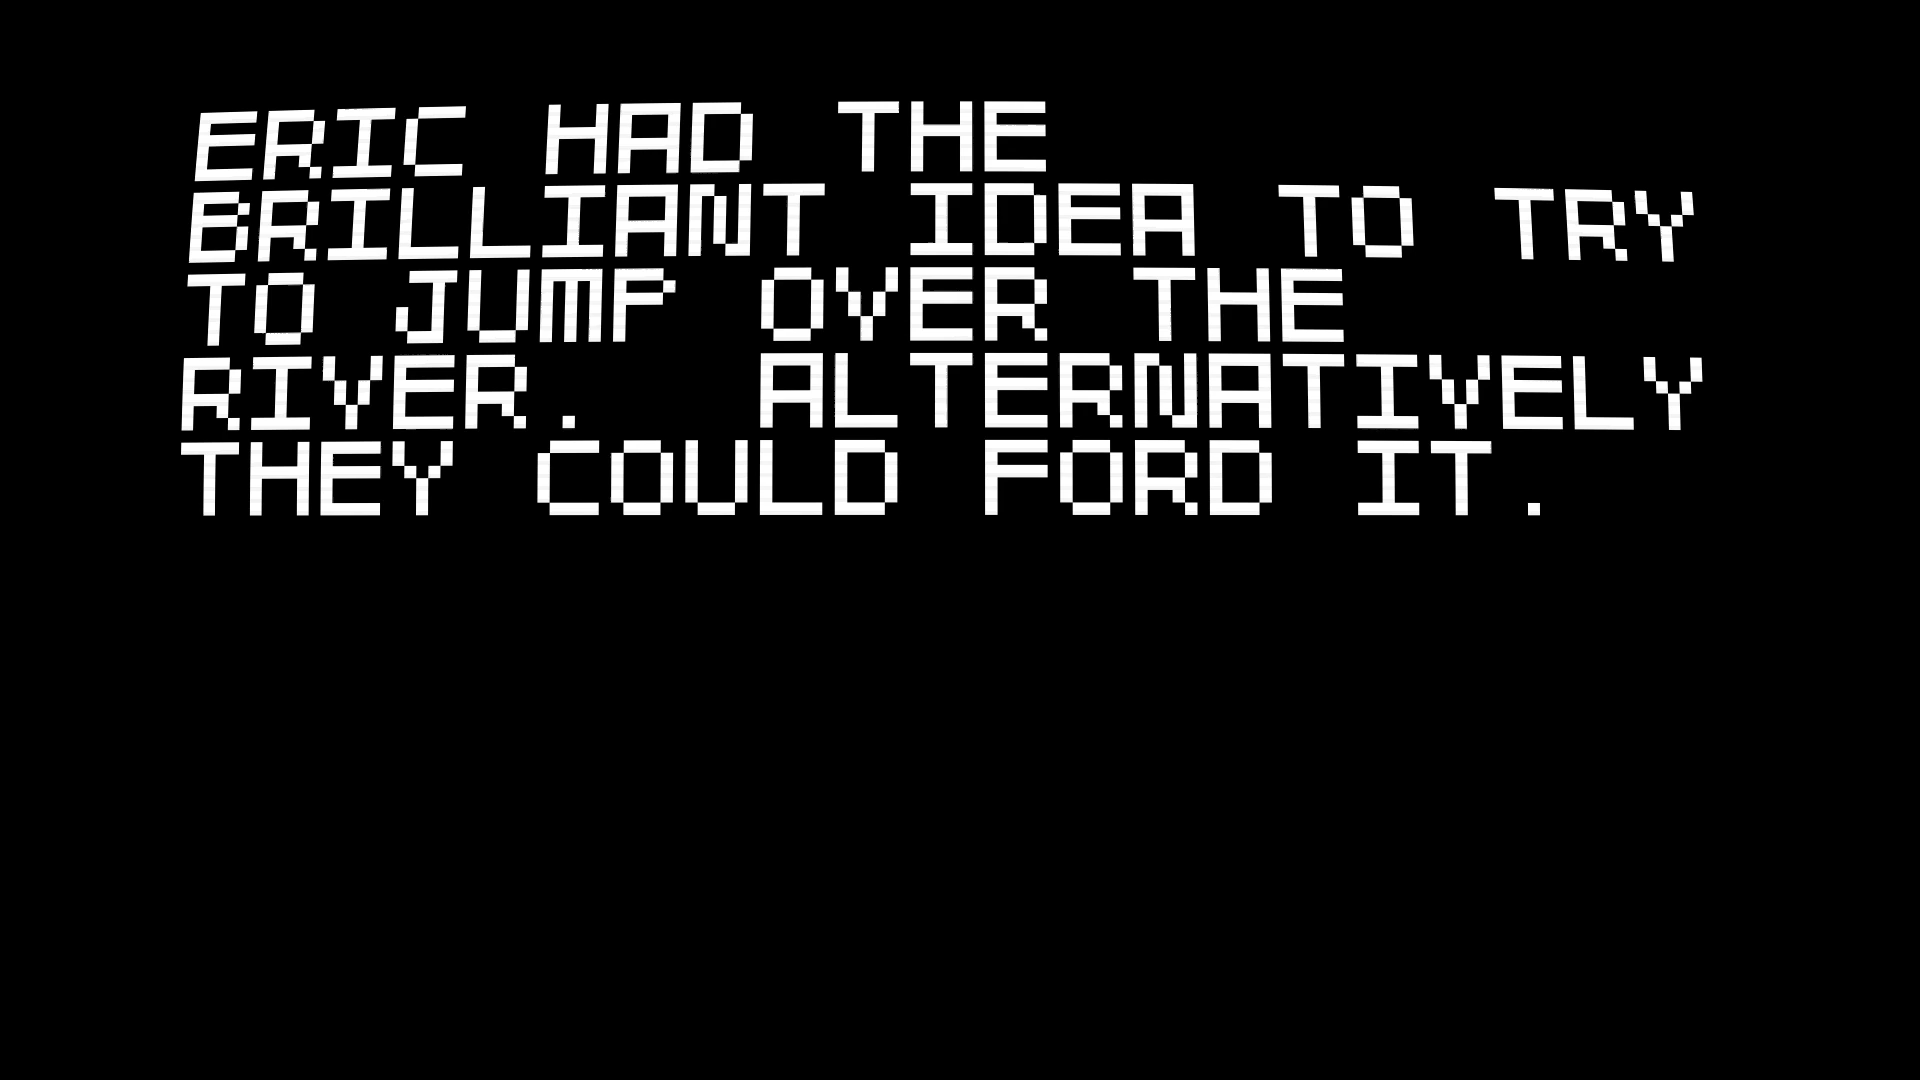 ERIC HAD THE
BRILLIANT IDEA TO TRY
TO JUMP OVER THE
RIVER.  ALTERNATIVELY
THEY COULD FORD IT.